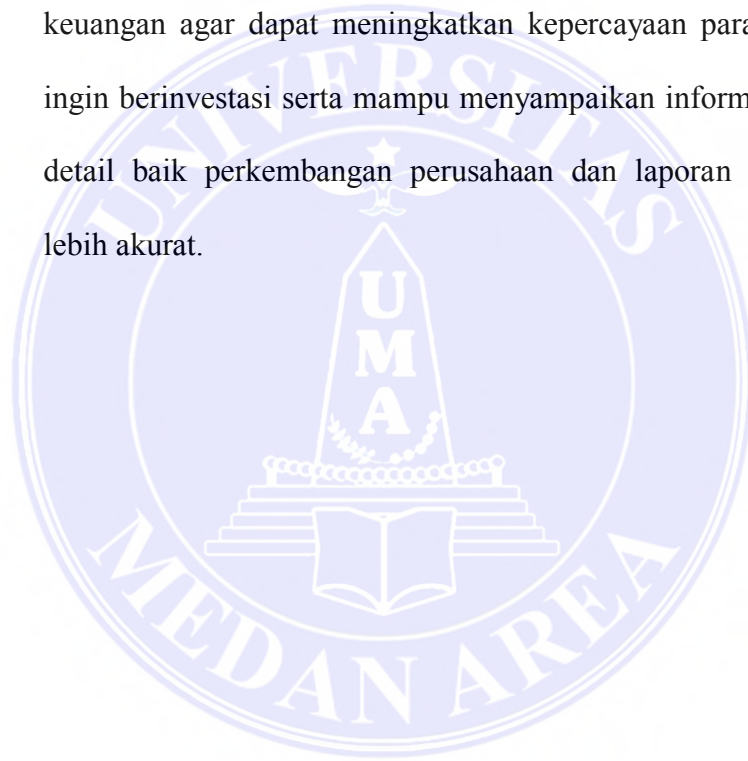 keuangan agar dapat meningkatkan kepercayaan para
ingin berinvestasi serta mampu menyampaikan inform
detail baik perkembangan perusahaan dan laporan
lebih akurat.
UNIVERSITAS
U
M
A
MEDAN AREA